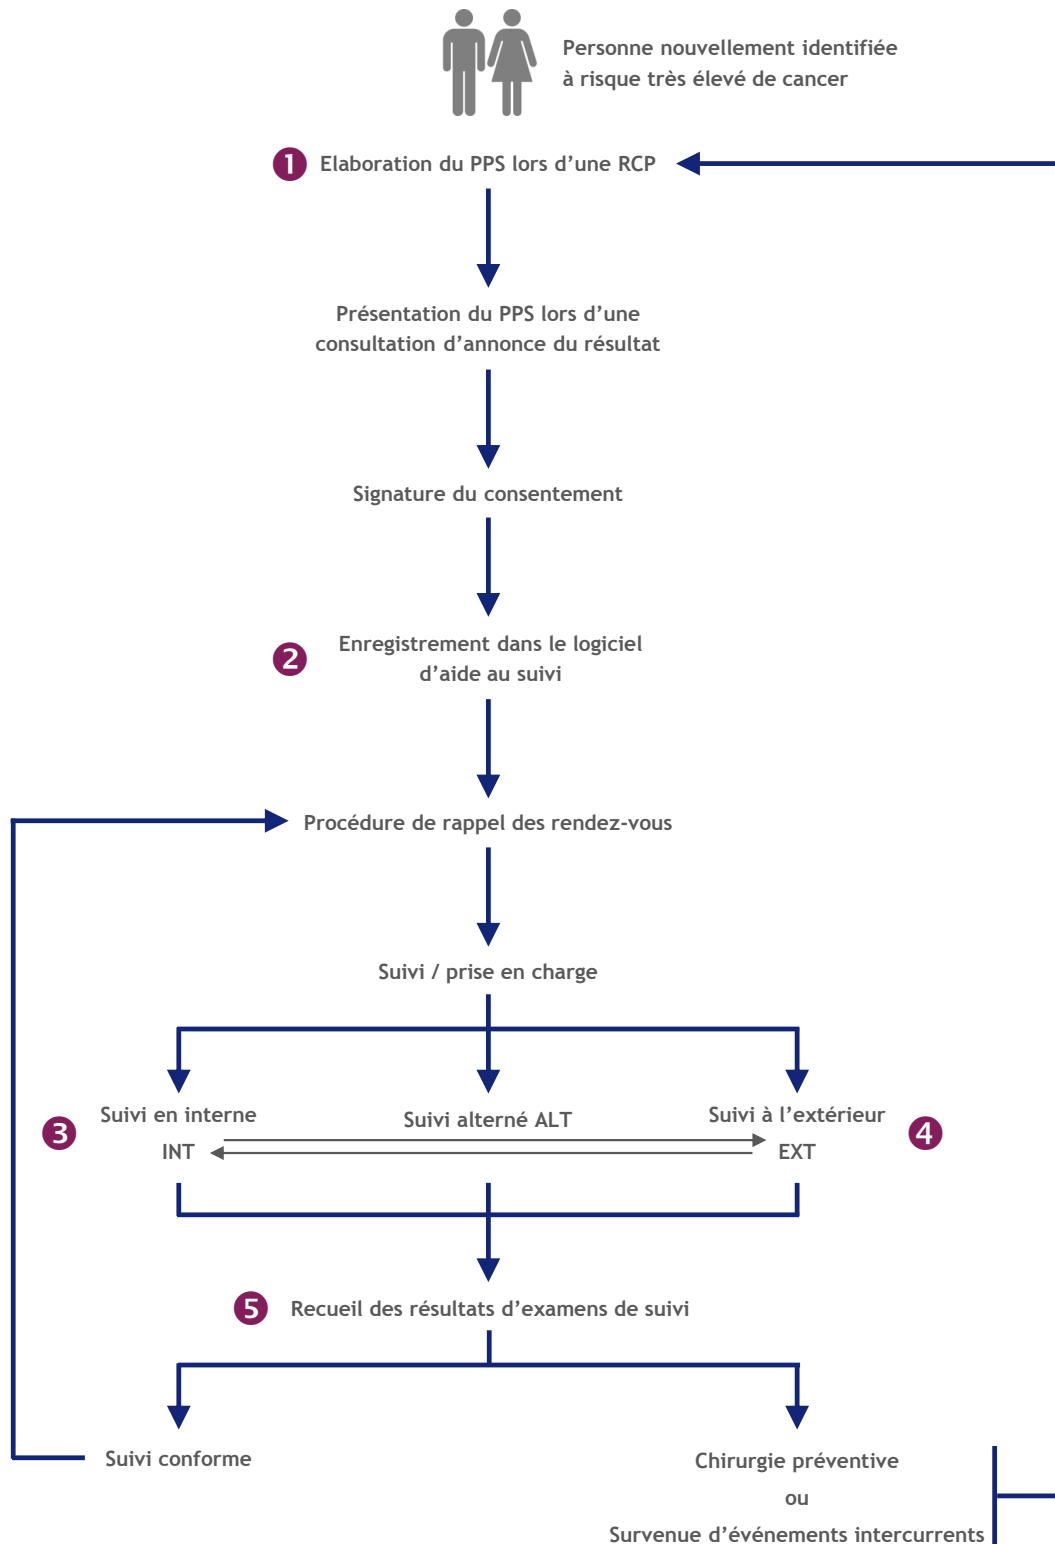 Personne nouvellement identifiée
à risque très élevé de cancer
1 Elaboration du PPS lors d’une RCP
Présentation du PPS lors d’une
consultation d’annonce du résultat
Signature du consentement
2 Enregistrement dans le logiciel
d’aide au suivi
Procédure de rappel des rendez-vous
Suivi / prise en charge
3 Suivi en interne
INT
Suivi alterné ALT
Suivi à l’extérieur
EXT
4
5 Recueil des résultats d’examens de suivi
Suivi conforme
Chirurgie préventive
ou
Survenue d’événements intercurrents